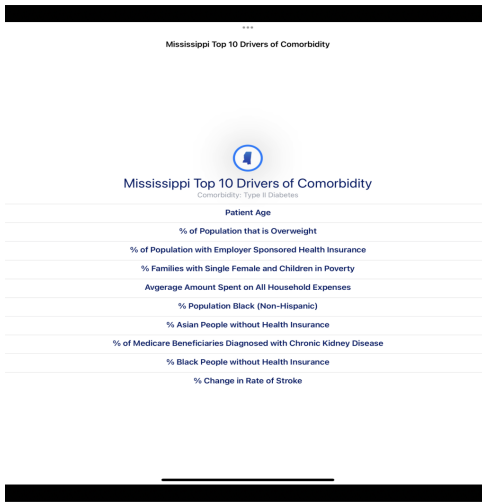 Mississippi Top 10 Drivers of Comorbidity
Mississippi Top 10 Drivers of Comorbidity
Comorbidity: Type II Diabetes
Patient Age
% of Population that is Overweight
% of Population with Employer Sponsored Health Insurance
% Families with Single Female and Children in Poverty
Avgerage Amount Spent on All Household Expenses
% Population Black (Non-Hispanic)
% Asian People without Health Insurance
% of Medicare Beneficiaries Diagnosed with Chronic Kidney Disease
% Black People without Health Insurance
% Change in Rate of Stroke